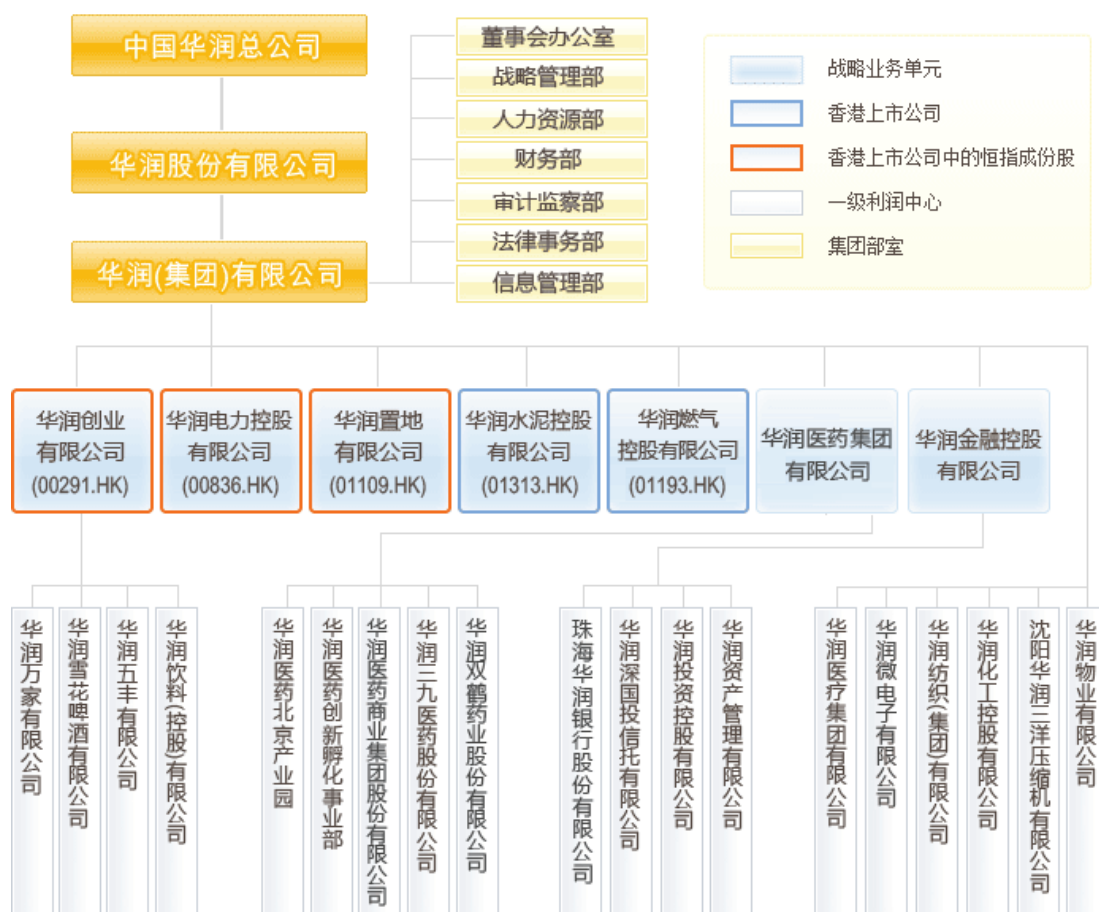 中国华润总公司
华润股份有限公司
华润(集团)有限公司
董事会办公室
战略管理部
人力资源部
财务部
审计监察部
法律事务部
信息管理部
战略业务单元
香港上市公司
香港上市公司中的恒指成份股
一级利润中心
集团部室
华润创业
有限公司
(00291.HK)
华润电力控股
有限公司
(00836.HK)
华润置地
有限公司
(01109.HK)
华润水泥控股
有限公司
(01313.HK)
华润燃气
控股有限公司
(01193.HK)
华润医药集团
有限公司
华润金融控股
有限公司
华润万家有限公司
华润雪花啤酒有限公司
华润五丰有限公司
华润饮料(控股)有限公司
华润医药北京产业园
华润医药创新孵化事业部
华润医药商业集团股份有限公司
华润三九医药股份有限公司
华润双鹤药业股份有限公司
珠海华润银行股份有限公司
华润深国投信托有限公司
华润投资控股有限公司
华润资产管理有限公司
华润医疗集团有限公司
华润微电子有限公司
华润纺织(集团)有限公司
华润化工控股有限公司
沈阳华润三洋压缩机有限公司
华润物业有限公司